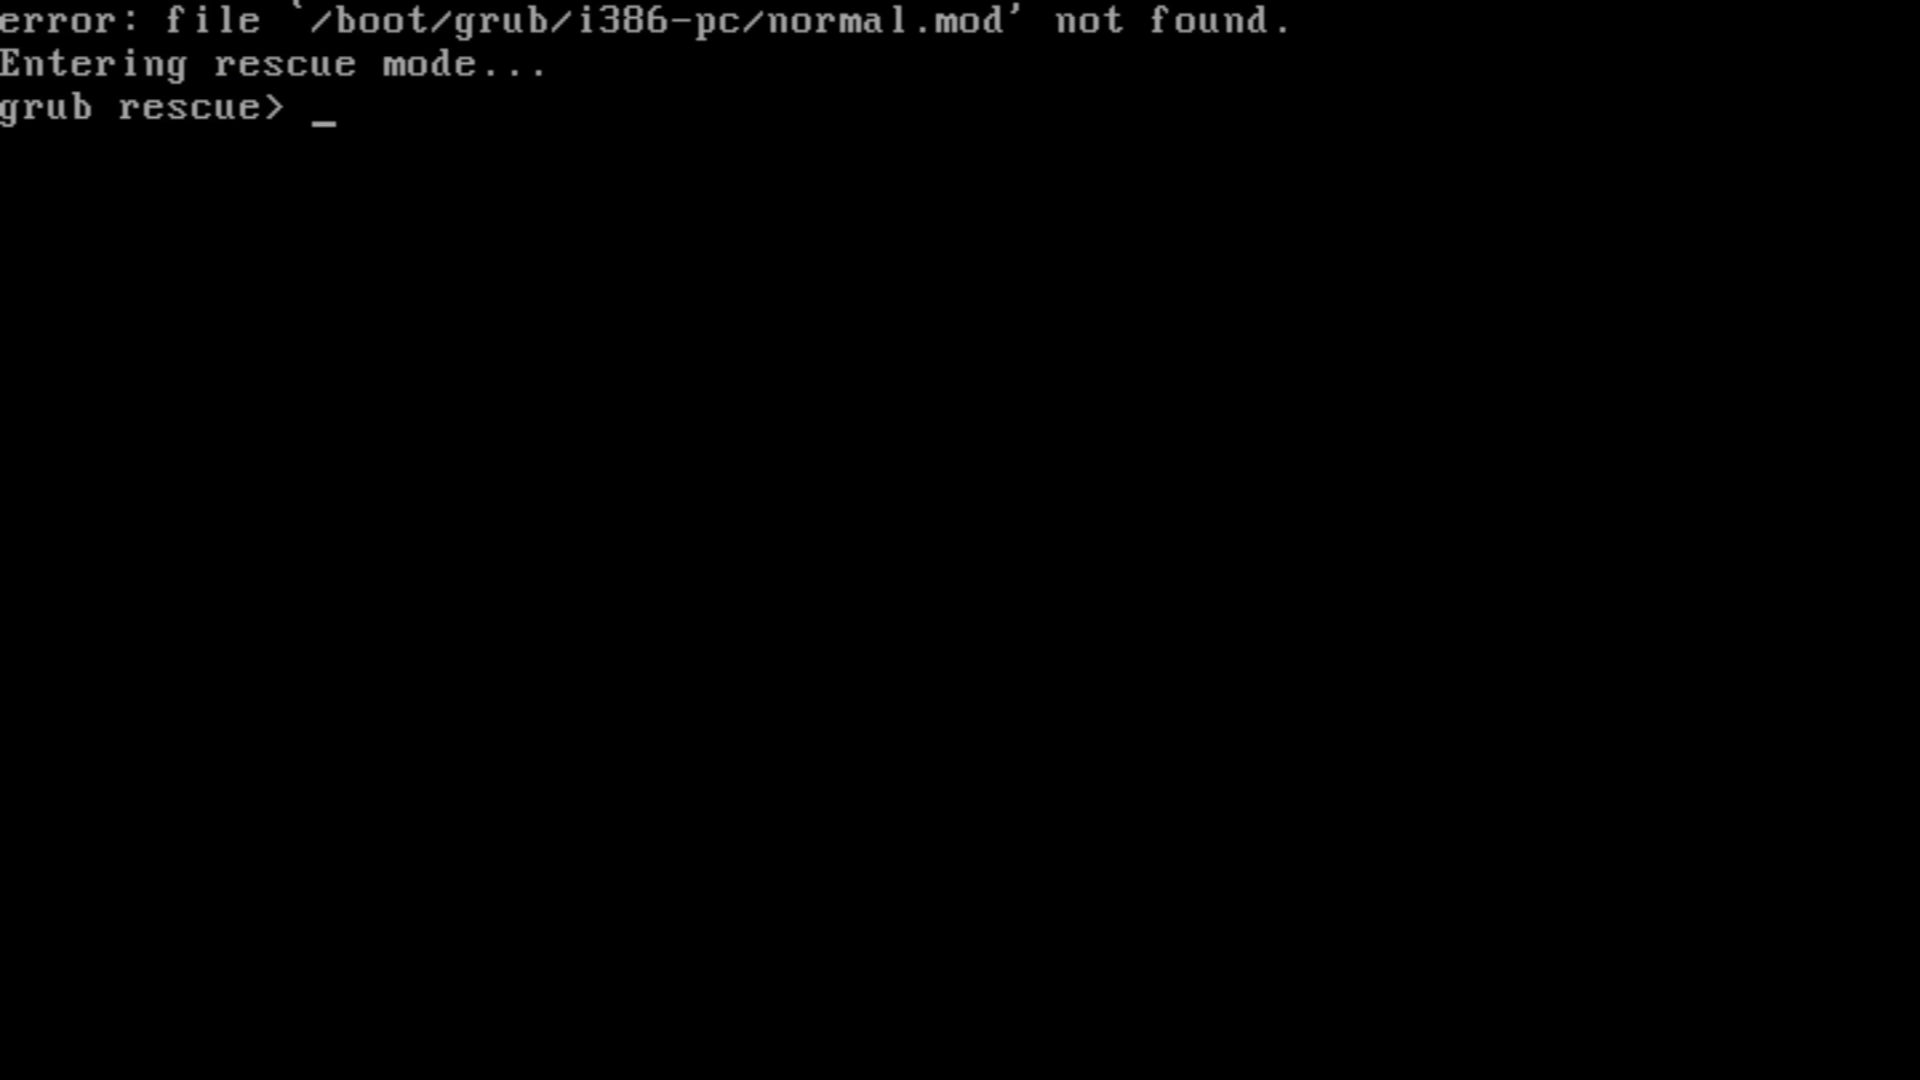 error: file `/boot/grub/i386-pc/normal.mod' not found.
Entering rescue mode...
grub rescue> _